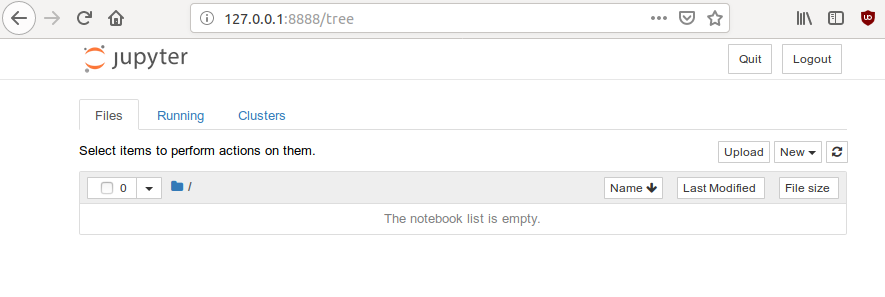 127.0.0.1:8888/tree
jupyter
Quit Logout
Files Running Clusters
Select items to perform actions on them.
Upload New
0 / Name Last Modified File size
The notebook list is empty.